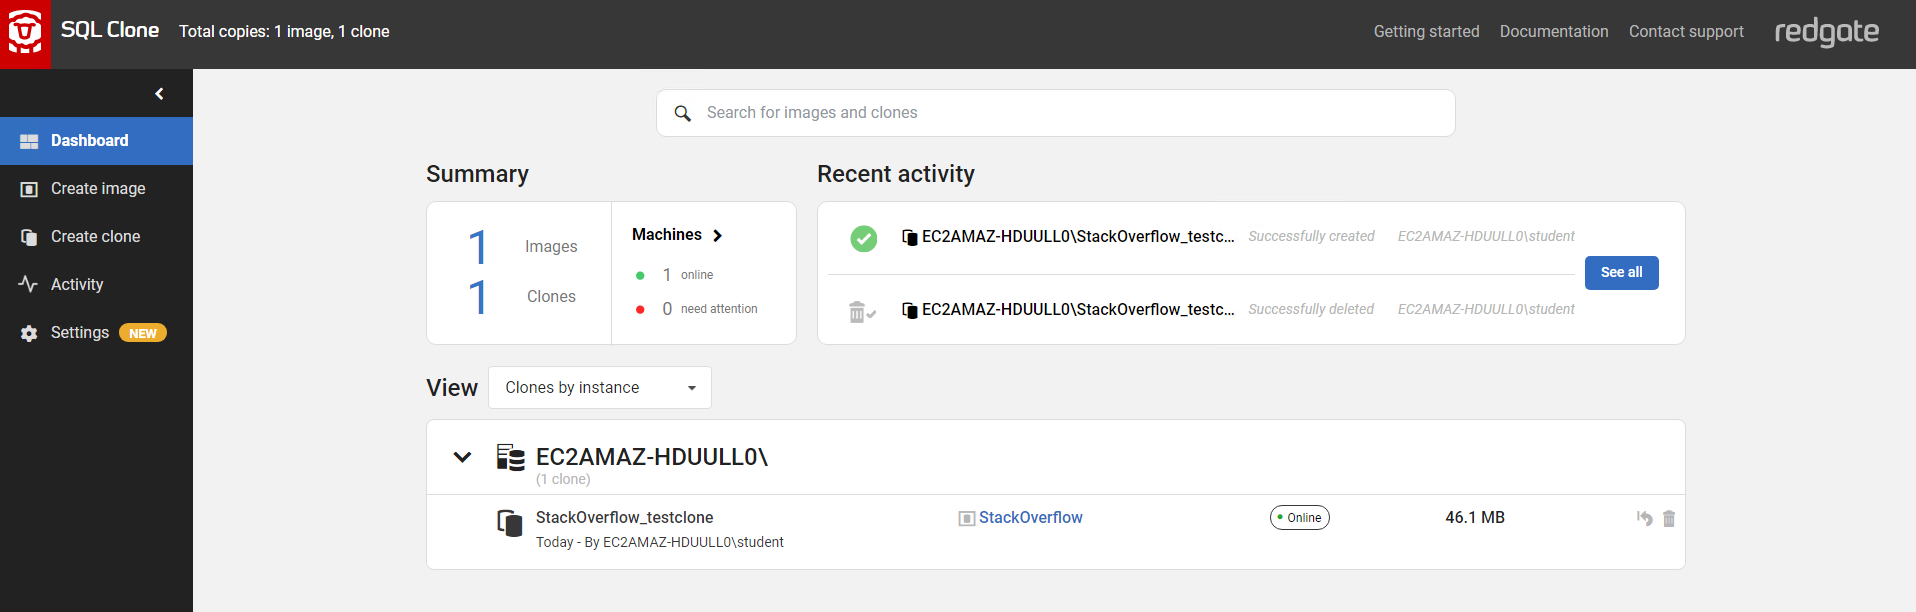 SQL Clone
Total copies: 1 image, 1 clone
Getting started
Documentation
Contact support
redgate
Dashboard
Create image
Create clone
Activity
Settings NEW
Search for images and clones
Summary
1 Images
1 Clones
Machines
1 online
0 need attention
Recent activity
EC2AMAZ-HDUULL0\StackOverflow_testc... Successfully created EC2AMAZ-HDUULL0\student
See all
EC2AMAZ-HDUULL0\StackOverflow_testc... Successfully deleted EC2AMAZ-HDUULL0\student
View Clones by instance
EC2AMAZ-HDUULL0\
(1 clone)
StackOverflow_testclone StackOverflow Online 46.1 MB
Today - By EC2AMAZ-HDUULL0\student